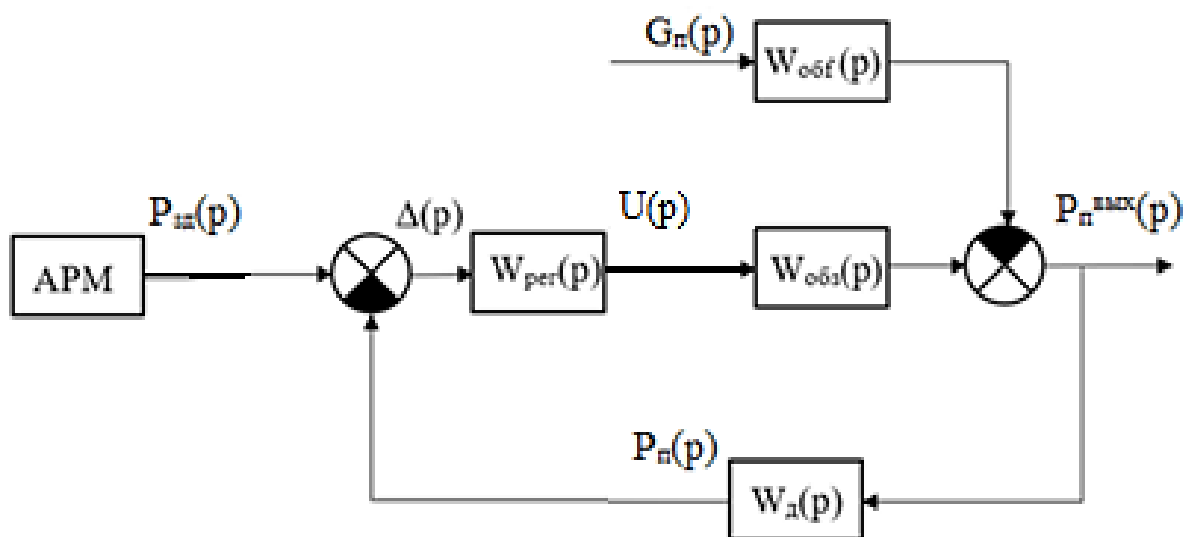 Gп(p)
Wобf(p)
Pзд(p)
Δ(p)
U(p)
Pпвых(p)
АРМ
Wрег(p)
Wобз(p)
Pп(p)
Wд(p)